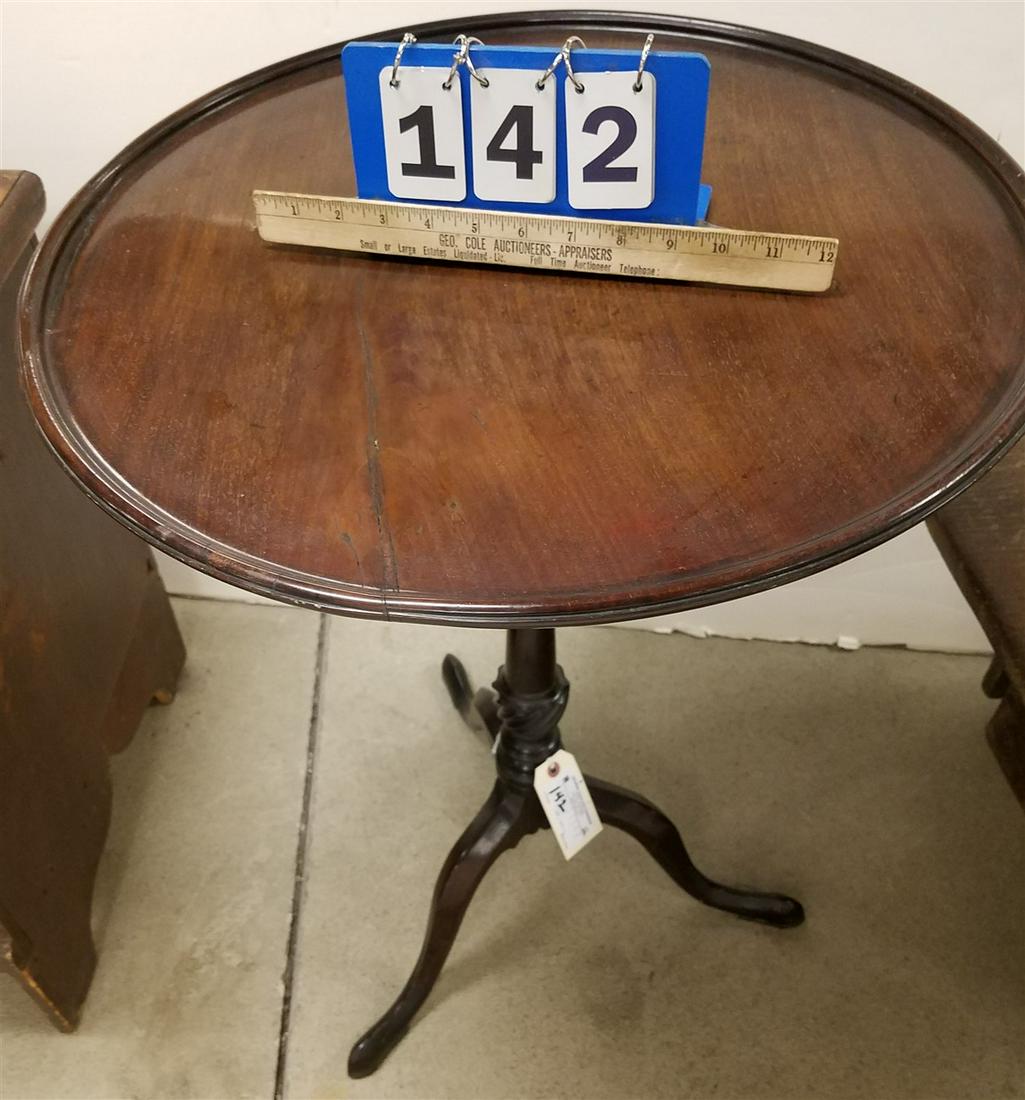 142
1 2 3 4 5 6 7 8 9 10 11 12
GEO. COLE AUCTIONEERS - APPRAISERS
Small or Large Estates Liquidated - Lic. Full Time Auctioneer Telephone:
142